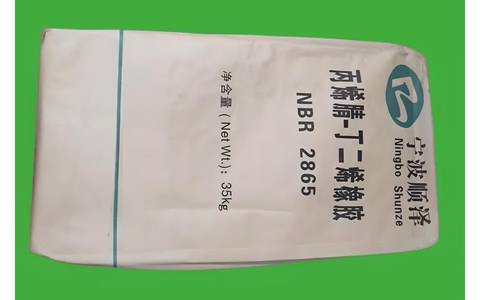 宁波顺泽
Ningbo Shunze
丙烯腈-丁二烯橡胶
NBR 2865
净含量 ( Net Wt.) : 35kg